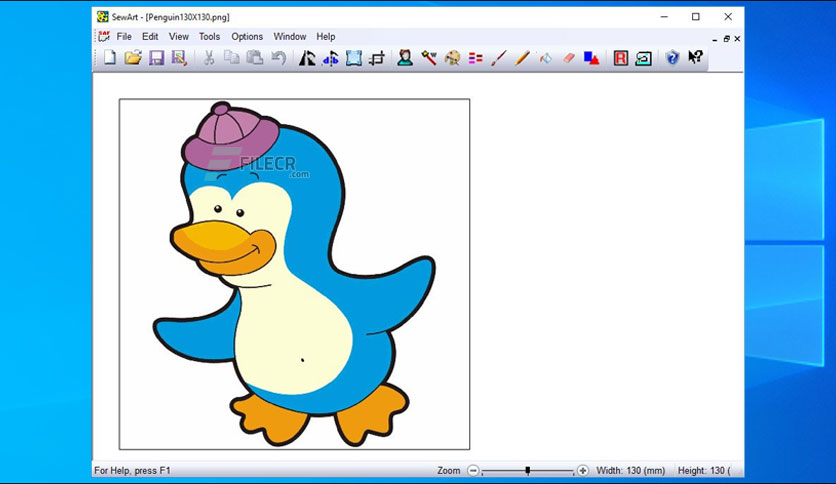 SewArt - [Penguin130X130.png]
File Edit View Tools Options Window Help
FILECR
.com
For Help, press F1 Zoom Width: 130 (mm) Height: 130 (